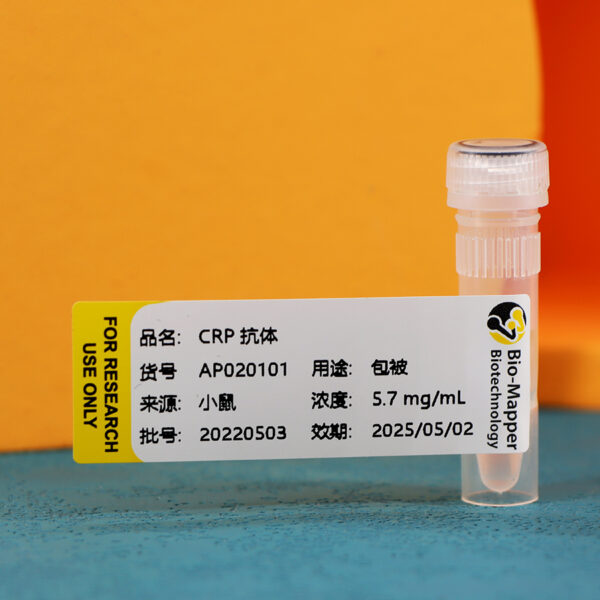 FOR RESEARCH
USE ONLY
品名: CRP 抗体
货号 AP020101 用途: 包被
来源: 小鼠 浓度: 5.7 mg/mL
批号: 20220503 效期: 2025/05/02
Bio-Mapper
Biotechnology